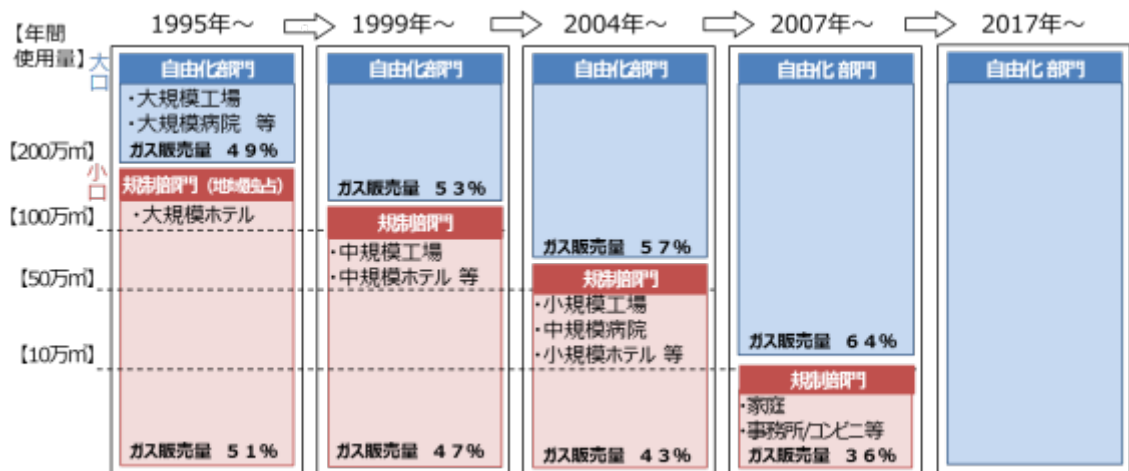 【年間
使用量】
大口
【200万㎥】
小口
【100万㎥】
【50万㎥】
【10万㎥】
1995年～
自由化部門
・大規模工場
・大規模病院 等
ガス販売量 49%
規制部門（地域独占）
・大規模ホテル
ガス販売量 51%
1999年～
自由化部門
ガス販売量 53%
規制部門
・中規模工場
・中規模ホテル 等
ガス販売量 47%
2004年～
自由化部門
ガス販売量 57%
規制部門
・小規模工場
・中規模病院
・小規模ホテル 等
ガス販売量 43%
2007年～
自由化部門
ガス販売量 64%
規制部門
・家庭
・事務所/コンビニ等
ガス販売量 36%
2017年～
自由化部門